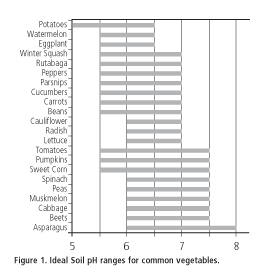 Potatoes
Watermelon
Eggplant
Winter Squash
Rutabaga
Peppers
Parsnips
Cucumbers
Carrots
Beans
Cauliflower
Radish
Lettuce
Tomatoes
Pumpkins
Sweet Corn
Spinach
Peas
Muskmelon
Cabbage
Beets
Asparagus
5 6 7 8
Figure 1. Ideal Soil pH ranges for common vegetables.